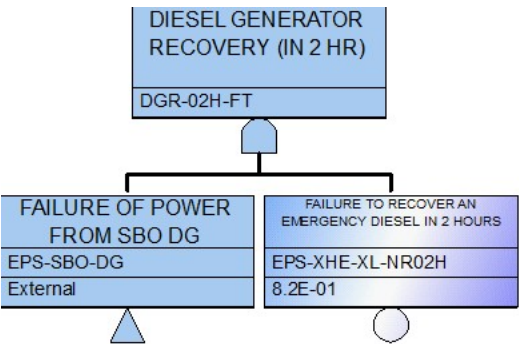 DIESEL GENERATOR
RECOVERY (IN 2 HR)
DGR-02H-FT
FAILURE OF POWER
FROM SBO DG
EPS-SBO-DG
External
FAILURE TO RECOVER AN
EMERGENCY DIESEL IN 2 HOURS
EPS-XHE-XL-NR02H
8.2E-01